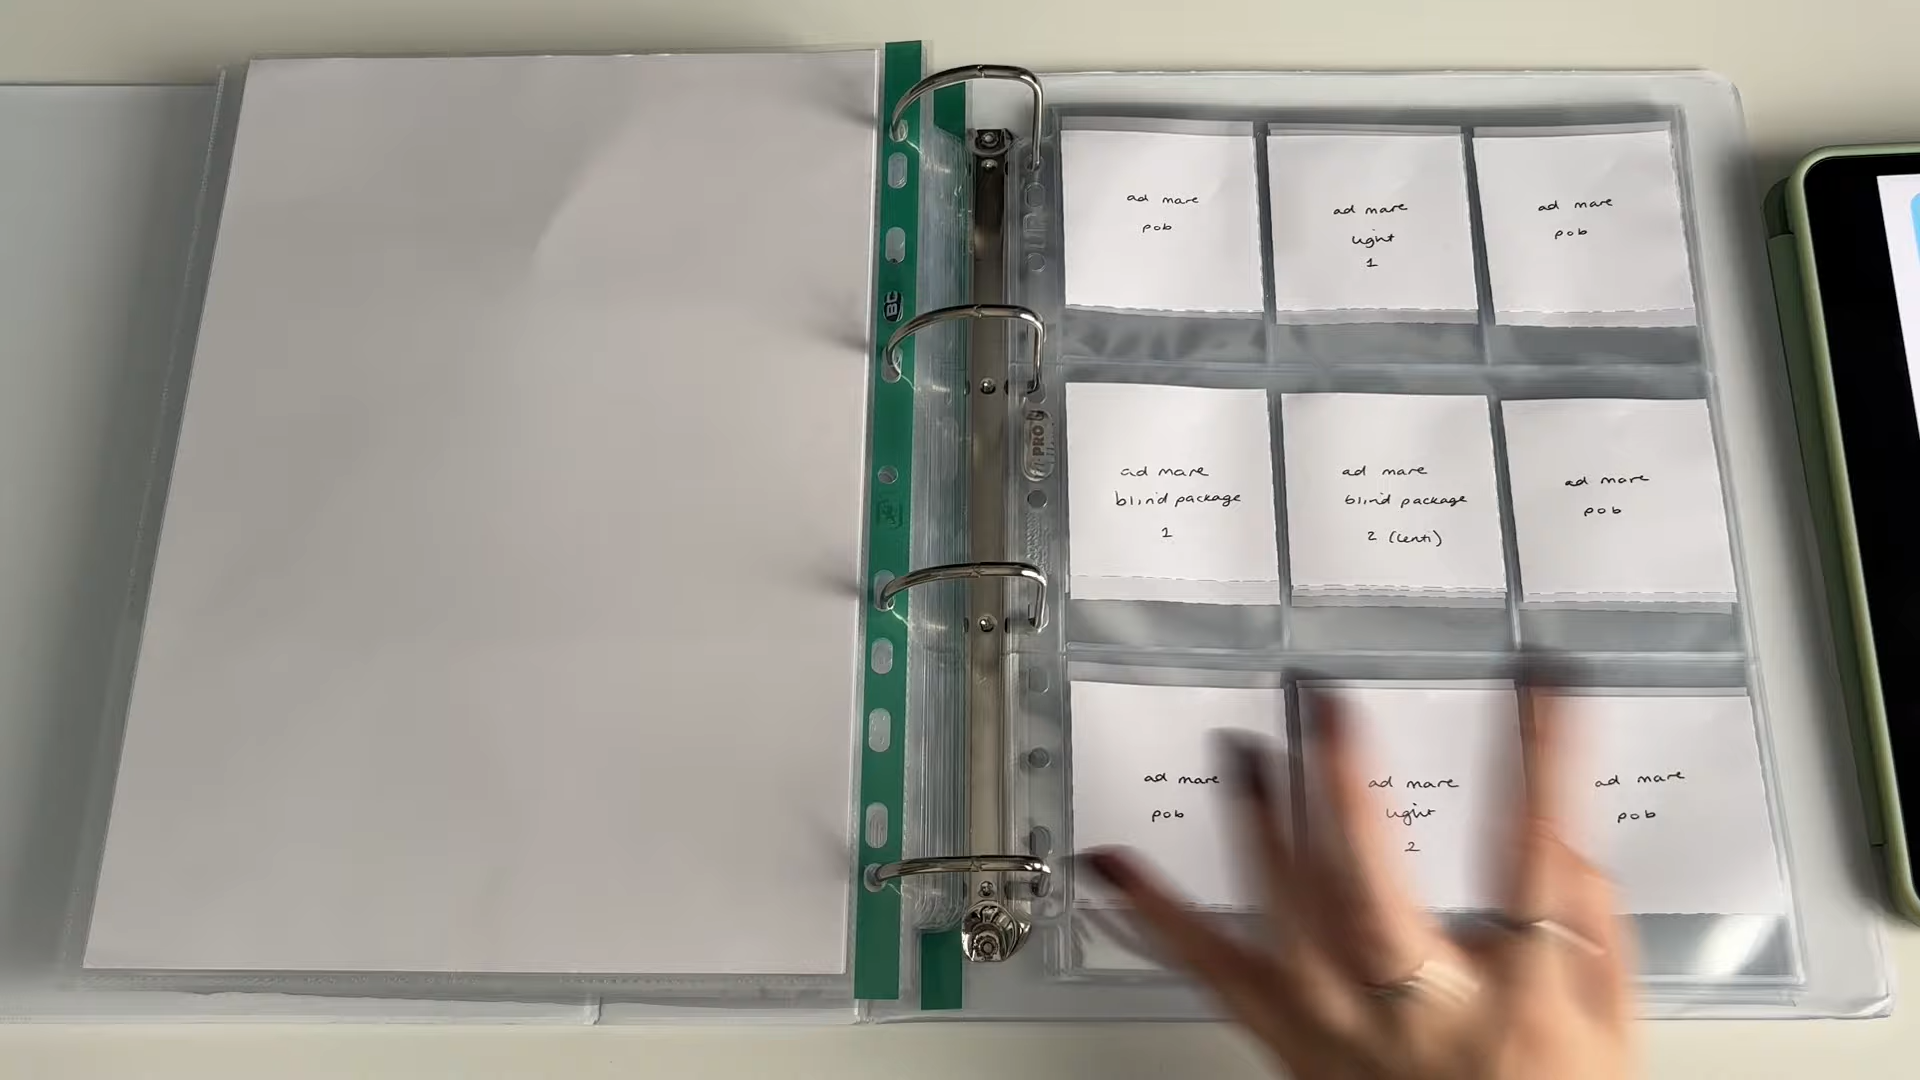 ad mare
pob
ad mare
light
1
ad mare
pob
ad mare
blind package
1
ad mare
blind package
2 (lenti)
ad mare
pob
ad mare
pob
ad mare
light
2
ad mare
pob
BC
PRO